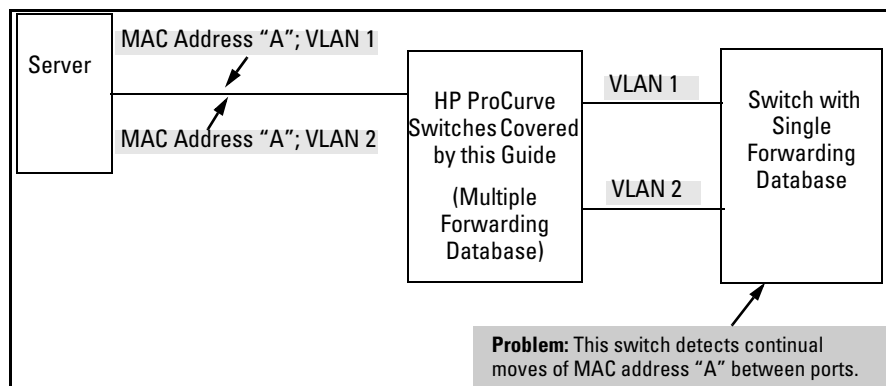 MAC Address “A”; VLAN 1
Server
MAC Address “A”; VLAN 2
HP ProCurve
Switches Covered
by this Guide
(Multiple
Forwarding
Database)
VLAN 1
VLAN 2
Switch with
Single
Forwarding
Database
Problem: This switch detects continual
moves of MAC address “A” between ports.